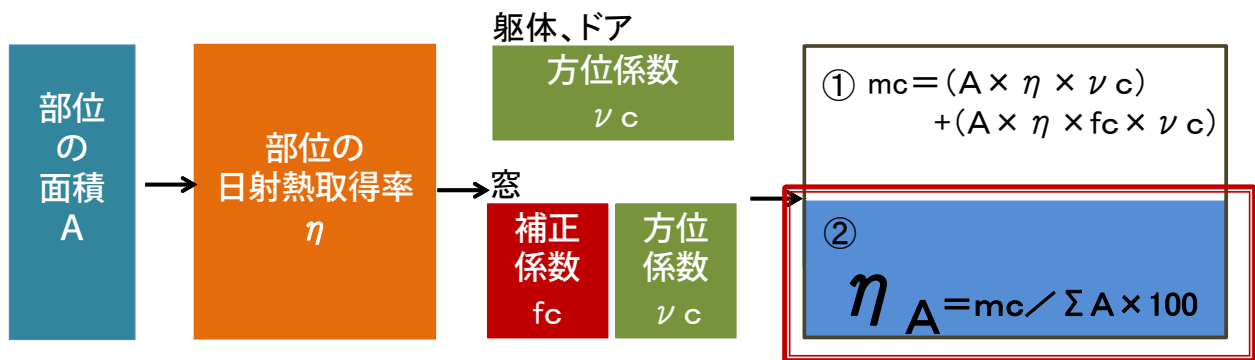 部位
の
面積
A
部位の
日射熱取得率
η
躯体、ドア
方位係数
ν c
窓
補正
係数
fc
方位
係数
ν c
① mc＝(A× η × ν c)
+(A× η ×fc× ν c)
②
η A＝mc／ΣA×100